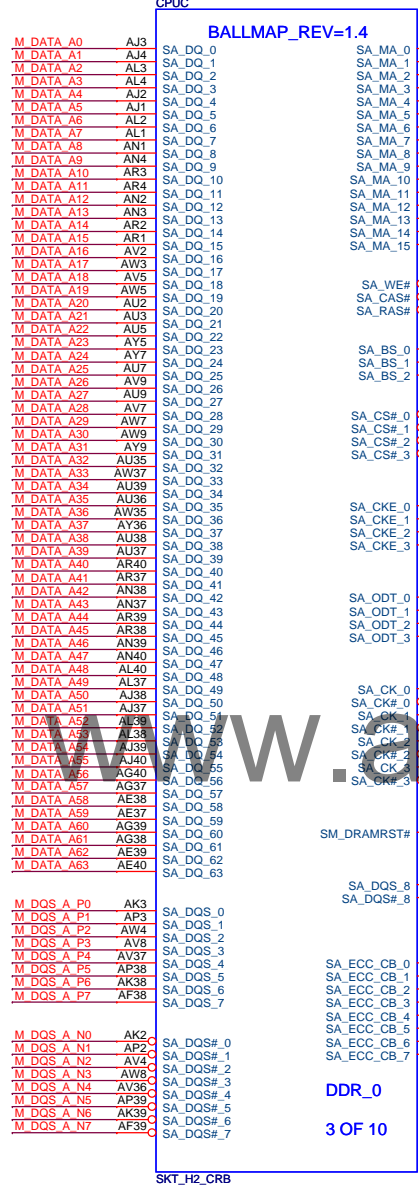 CPUC
BALLMAP_REV=1.4
M_DATA_A0 AJ3 SA_DQ_0 SA_MA_0
M_DATA_A1 AJ4 SA_DQ_1 SA_MA_1
M_DATA_A2 AL3 SA_DQ_2 SA_MA_2
M_DATA_A3 AL4 SA_DQ_3 SA_MA_3
M_DATA_A4 AJ2 SA_DQ_4 SA_MA_4
M_DATA_A5 AJ1 SA_DQ_5 SA_MA_5
M_DATA_A6 AL2 SA_DQ_6 SA_MA_6
M_DATA_A7 AL1 SA_DQ_7 SA_MA_7
M_DATA_A8 AN1 SA_DQ_8 SA_MA_8
M_DATA_A9 AN4 SA_DQ_9 SA_MA_9
M_DATA_A10 AR3 SA_DQ_10 SA_MA_10
M_DATA_A11 AR4 SA_DQ_11 SA_MA_11
M_DATA_A12 AN2 SA_DQ_12 SA_MA_12
M_DATA_A13 AN3 SA_DQ_13 SA_MA_13
M_DATA_A14 AR2 SA_DQ_14 SA_MA_14
M_DATA_A15 AR1 SA_DQ_15 SA_MA_15
M_DATA_A16 AV2 SA_DQ_16
M_DATA_A17 AW3 SA_DQ_17
M_DATA_A18 AV5 SA_DQ_18 SA_WE#
M_DATA_A19 AW5 SA_DQ_19 SA_CAS#
M_DATA_A20 AU2 SA_DQ_20 SA_RAS#
M_DATA_A21 AU3 SA_DQ_21
M_DATA_A22 AU5 SA_DQ_22
M_DATA_A23 AY5 SA_DQ_23 SA_BS_0
M_DATA_A24 AY7 SA_DQ_24 SA_BS_1
M_DATA_A25 AU7 SA_DQ_25 SA_BS_2
M_DATA_A26 AV9 SA_DQ_26
M_DATA_A27 AU9 SA_DQ_27
M_DATA_A28 AV7 SA_DQ_28 SA_CS#_0
M_DATA_A29 AW7 SA_DQ_29 SA_CS#_1
M_DATA_A30 AW9 SA_DQ_30 SA_CS#_2
M_DATA_A31 AY9 SA_DQ_31 SA_CS#_3
M_DATA_A32 AU35 SA_DQ_32
M_DATA_A33 AW37 SA_DQ_33
M_DATA_A34 AU39 SA_DQ_34
M_DATA_A35 AU36 SA_DQ_35 SA_CKE_0
M_DATA_A36 AW35 SA_DQ_36 SA_CKE_1
M_DATA_A37 AY36 SA_DQ_37 SA_CKE_2
M_DATA_A38 AU38 SA_DQ_38 SA_CKE_3
M_DATA_A39 AU37 SA_DQ_39
M_DATA_A40 AR40 SA_DQ_40
M_DATA_A41 AR37 SA_DQ_41
M_DATA_A42 AN38 SA_DQ_42 SA_ODT_0
M_DATA_A43 AN37 SA_DQ_43 SA_ODT_1
M_DATA_A44 AR39 SA_DQ_44 SA_ODT_2
M_DATA_A45 AR38 SA_DQ_45 SA_ODT_3
M_DATA_A46 AN39 SA_DQ_46
M_DATA_A47 AN40 SA_DQ_47
M_DATA_A48 AL40 SA_DQ_48
M_DATA_A49 AL37 SA_DQ_49 SA_CK_0
M_DATA_A50 AJ38 SA_DQ_50 SA_CK#_0
M_DATA_A51 AJ37 SA_DQ_51 SA_CK_1
M_DATA_A52 AL39 SA_DQ_52 SA_CK#_1
M_DATA_A53 AL38 SA_DQ_53 SA_CK_2
M_DATA_A54 AJ39 SA_DQ_54 SA_CK#_2
M_DATA_A55 AJ40 SA_DQ_55 SA_CK_3
M_DATA_A56 AG40 SA_DQ_56 SA_CK#_3
M_DATA_A57 AG37 SA_DQ_57
M_DATA_A58 AE38 SA_DQ_58
M_DATA_A59 AE37 SA_DQ_59
M_DATA_A60 AG39 SA_DQ_60 SM_DRAMRST#
M_DATA_A61 AG38 SA_DQ_61
M_DATA_A62 AE39 SA_DQ_62
M_DATA_A63 AE40 SA_DQ_63
www.a
SA_DQS_8
SA_DQS#_8
M_DQS_A_P0 AK3 SA_DQS_0
M_DQS_A_P1 AP3 SA_DQS_1
M_DQS_A_P2 AW4 SA_DQS_2
M_DQS_A_P3 AV8 SA_DQS_3
M_DQS_A_P4 AV37 SA_DQS_4 SA_ECC_CB_0
M_DQS_A_P5 AP38 SA_DQS_5 SA_ECC_CB_1
M_DQS_A_P6 AK38 SA_DQS_6 SA_ECC_CB_2
M_DQS_A_P7 AF38 SA_DQS_7 SA_ECC_CB_3
SA_ECC_CB_4
SA_ECC_CB_5
M_DQS_A_N0 AK2 SA_DQS#_0 SA_ECC_CB_6
M_DQS_A_N1 AP2 SA_DQS#_1 SA_ECC_CB_7
M_DQS_A_N2 AV4 SA_DQS#_2
M_DQS_A_N3 AW8 SA_DQS#_3
M_DQS_A_N4 AV36 SA_DQS#_4
M_DQS_A_N5 AP39 SA_DQS#_5
M_DQS_A_N6 AK39 SA_DQS#_6
M_DQS_A_N7 AF39 SA_DQS#_7
DDR_0
3 OF 10
SKT_H2_CRB